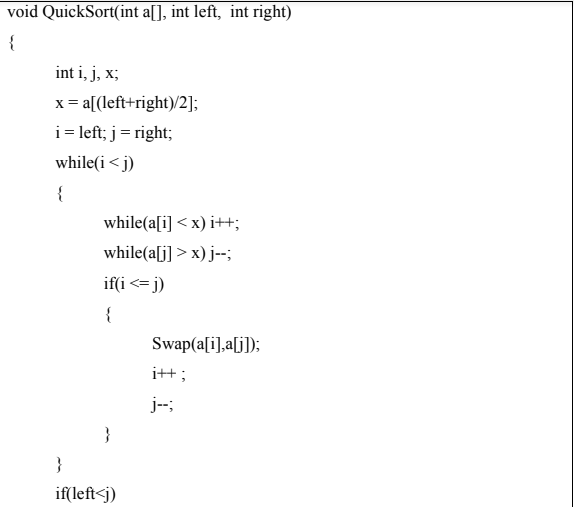 void QuickSort(int a[], int left, int right)
{
int i, j, x;
x = a[(left+right)/2];
i = left; j = right;
while(i < j)
{
while(a[i] < x) i++;
while(a[j] > x) j--;
if(i <= j)
{
Swap(a[i],a[j]);
i++ ;
j--;
}
}
if(left<j)